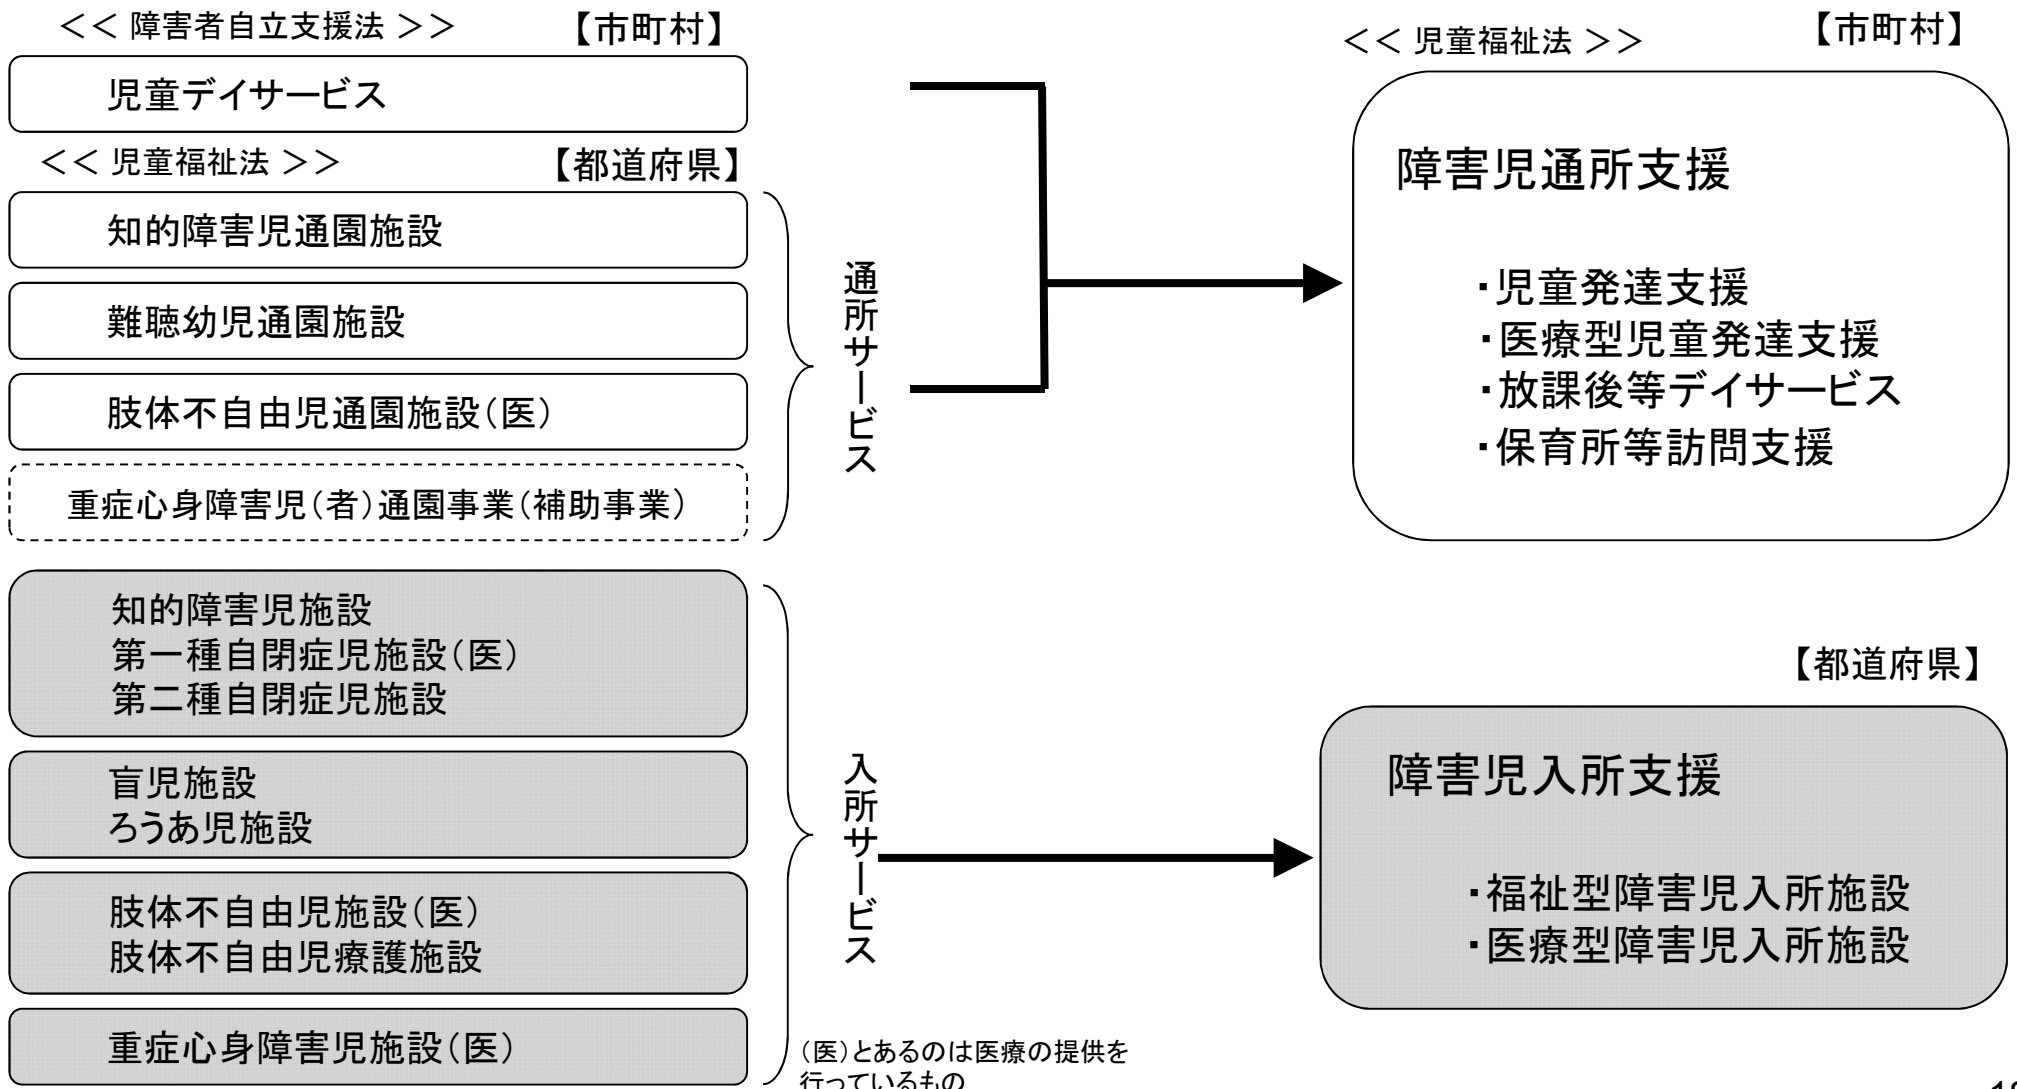 ＜＜ 障害者自立支援法 ＞＞ 【市町村】
児童デイサービス
＜＜ 児童福祉法 ＞＞ 【都道府県】
知的障害児通園施設
難聴幼児通園施設
肢体不自由児通園施設（医）
重症心身障害児（者）通園事業（補助事業）
通所サービス
知的障害児施設
第一種自閉症児施設（医）
第二種自閉症児施設
盲児施設
ろうあ児施設
肢体不自由児施設（医）
肢体不自由児療護施設
重症心身障害児施設（医）
入所サービス
（医）とあるのは医療の提供を
行っているもの
＜＜ 児童福祉法 ＞＞ 【市町村】
障害児通所支援
・児童発達支援
・医療型児童発達支援
・放課後等デイサービス
・保育所等訪問支援
【都道府県】
障害児入所支援
・福祉型障害児入所施設
・医療型障害児入所施設